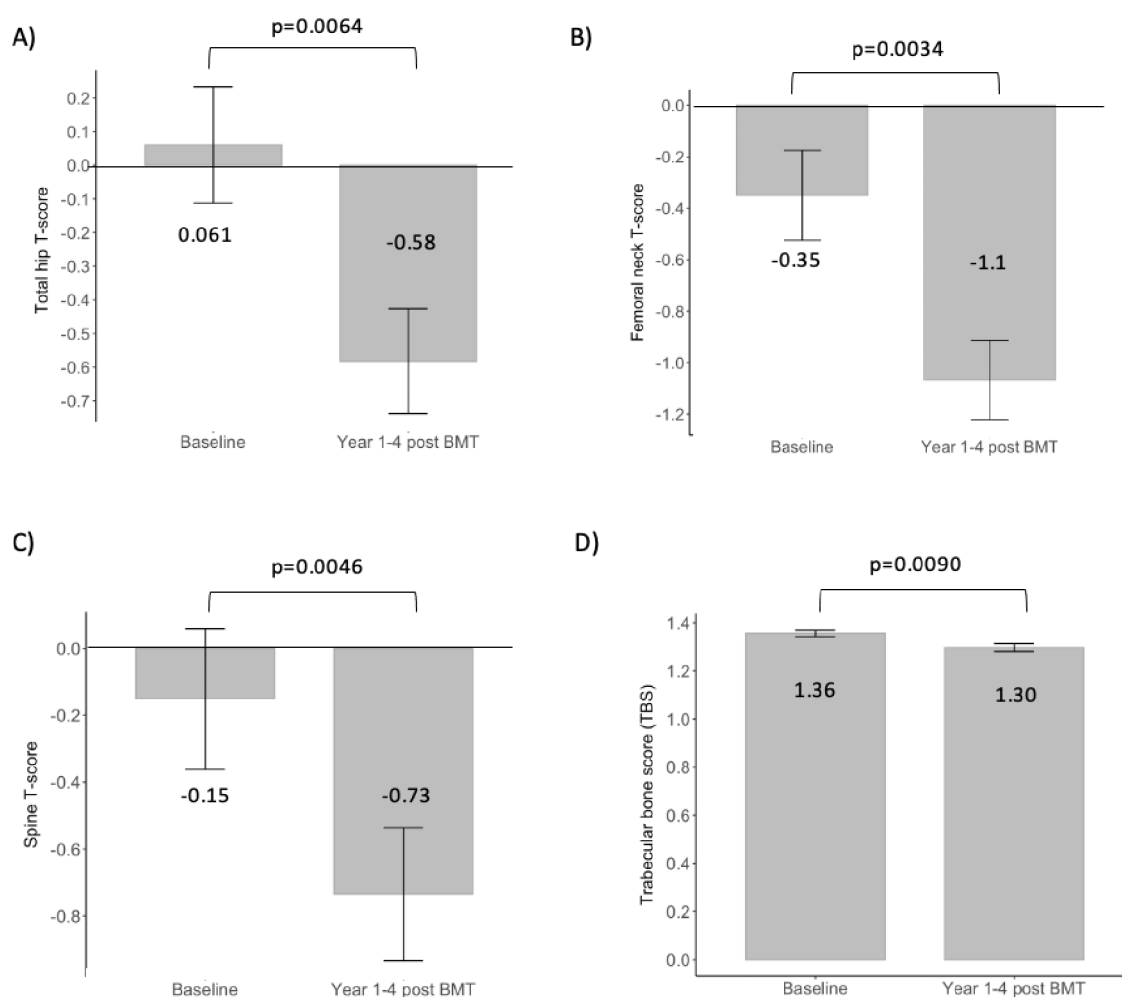 A)
p=0.0064
Total hip T-score
0.2
0.1
0.0
-0.1
-0.2
-0.3
-0.4
-0.5
-0.6
-0.7
0.061
-0.58
Baseline
Year 1-4 post BMT
B)
p=0.0034
Femoral neck T-score
0.0
-0.2
-0.4
-0.6
-0.8
-1.0
-1.2
-0.35
-1.1
Baseline
Year 1-4 post BMT
C)
p=0.0046
Spine T-score
0.0
-0.2
-0.4
-0.6
-0.8
-0.15
-0.73
Baseline
Year 1-4 post BMT
D)
p=0.0090
Trabecular bone score (TBS)
1.4
1.2
1.0
0.8
0.6
0.4
0.2
0.0
1.36
1.30
Baseline
Year 1-4 post BMT